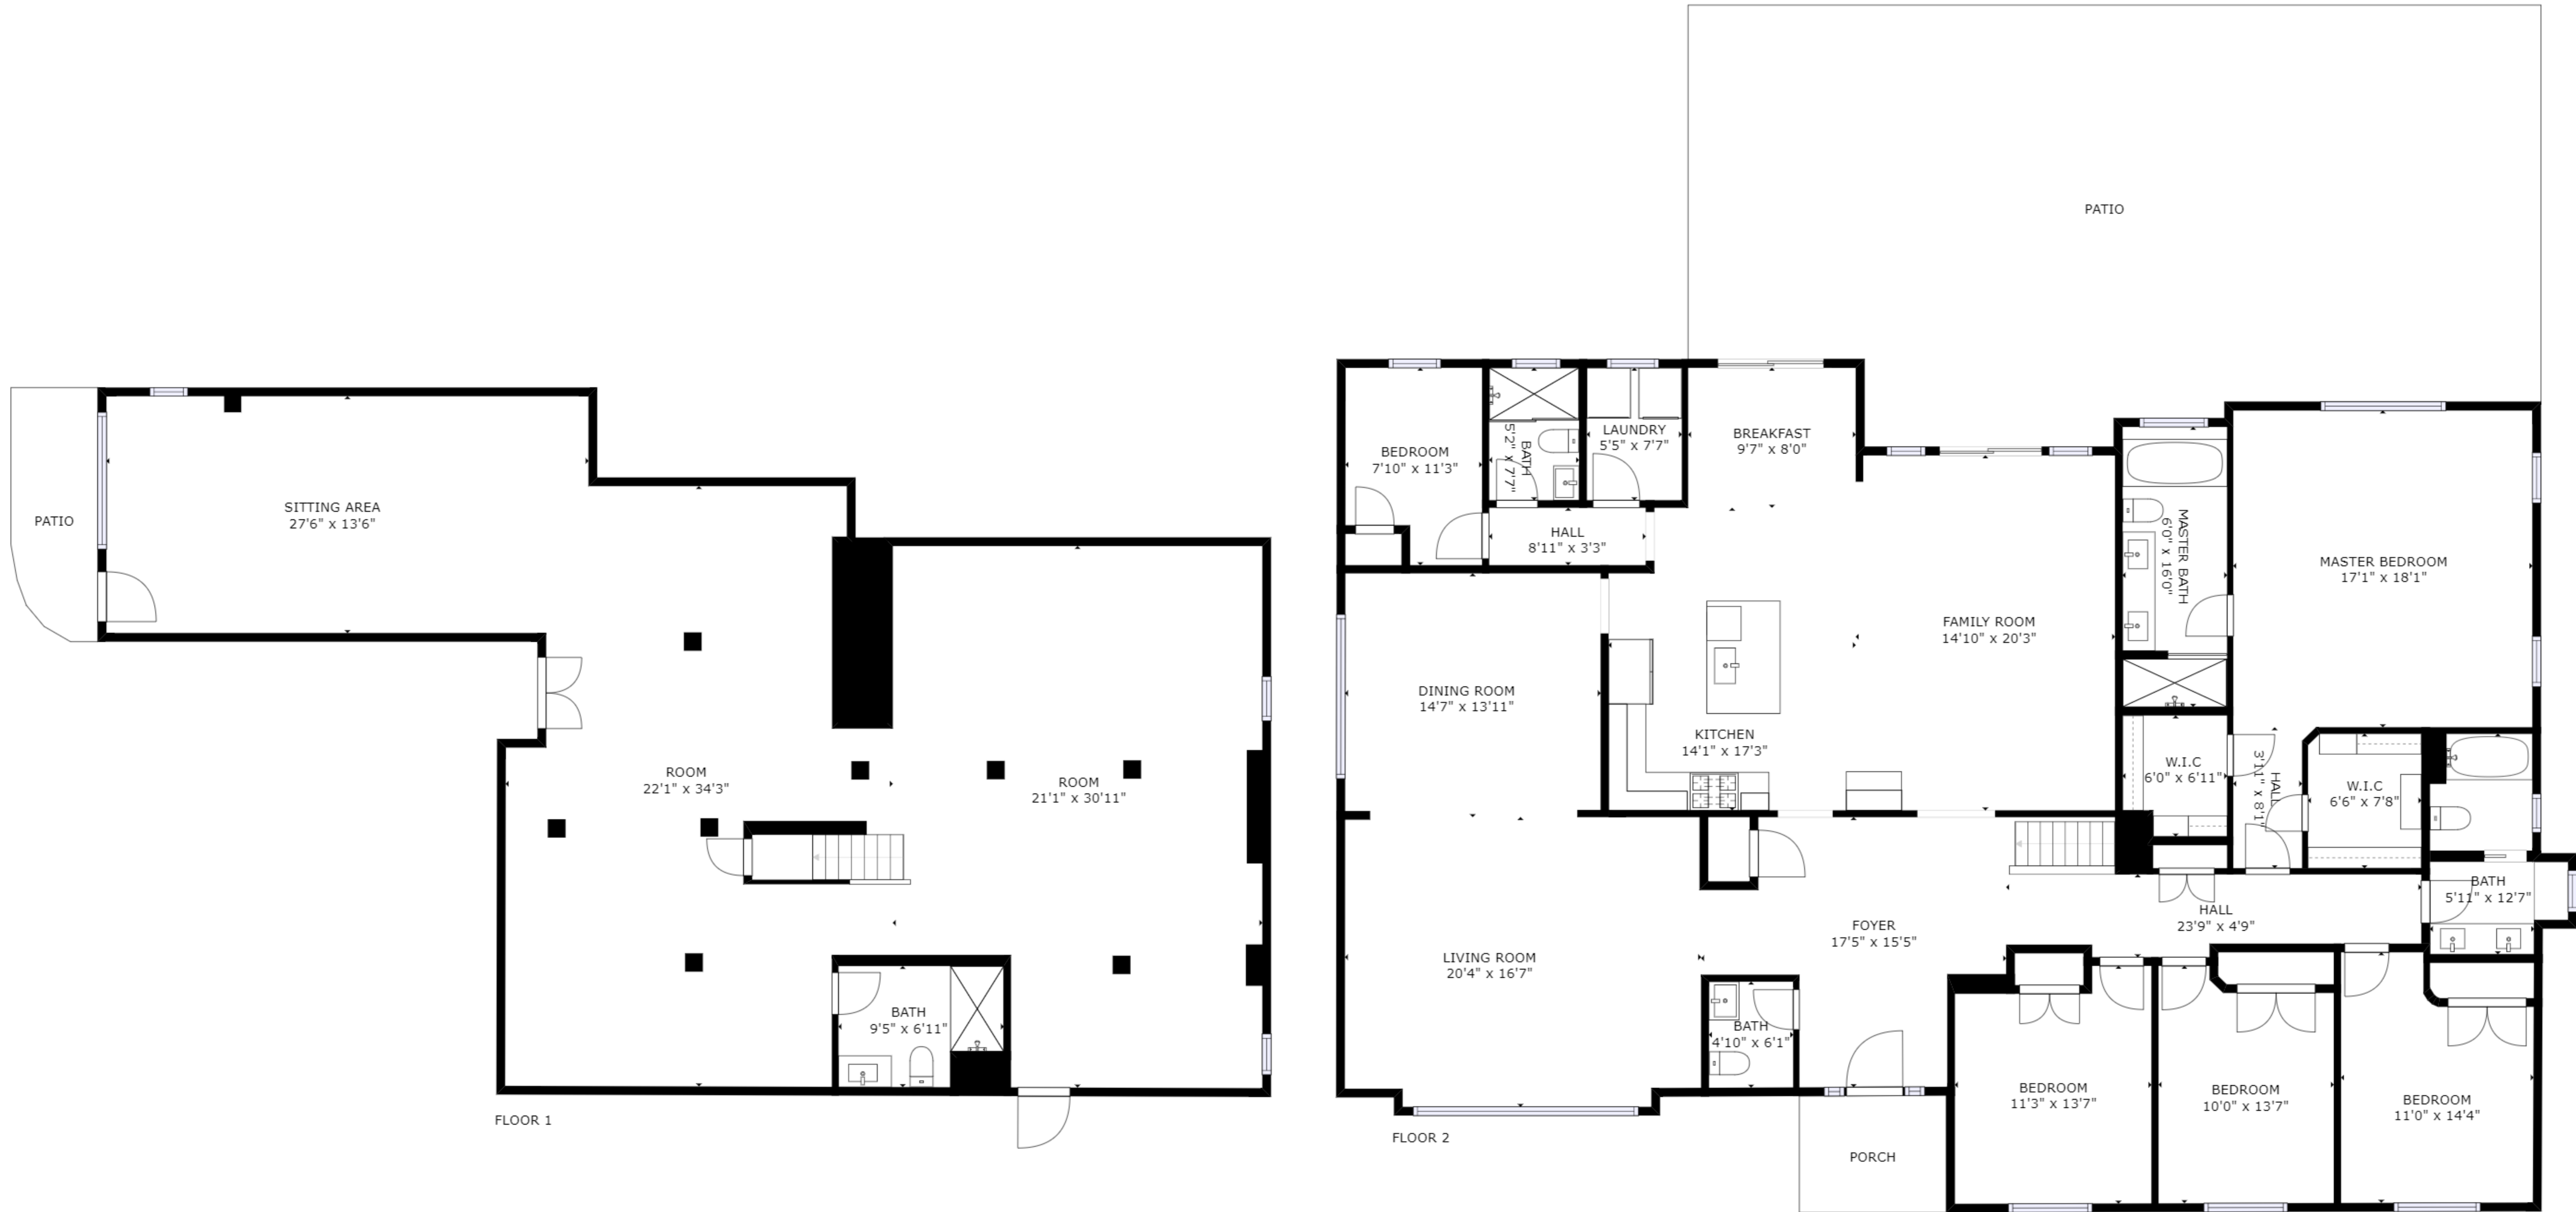 PATIO
SITTING AREA
27'6" x 13'6"
ROOM
22'1" x 34'3"
ROOM
21'1" x 30'11"
BATH
9'5" x 6'11"
FLOOR 1
PATIO
PATIO
BEDROOM
7'10" x 11'3"
BATH
5'2" x 7'7"
LAUNDRY
5'5" x 7'7"
BREAKFAST
9'7" x 8'0"
HALL
8'11" x 3'3"
MASTER BATH
6'0" x 16'0"
MASTER BEDROOM
17'1" x 18'1"
FAMILY ROOM
14'10" x 20'3"
DINING ROOM
14'7" x 13'11"
KITCHEN
14'1" x 17'3"
W.I.C
6'0" x 6'11"
HALL
3'11" x 8'1"
W.I.C
6'6" x 7'8"
BATH
5'11" x 12'7"
HALL
23'9" x 4'9"
FOYER
17'5" x 15'5"
LIVING ROOM
20'4" x 16'7"
BATH
4'10" x 6'1"
BEDROOM
11'3" x 13'7"
BEDROOM
10'0" x 13'7"
BEDROOM
11'0" x 14'4"
FLOOR 2
PORCH